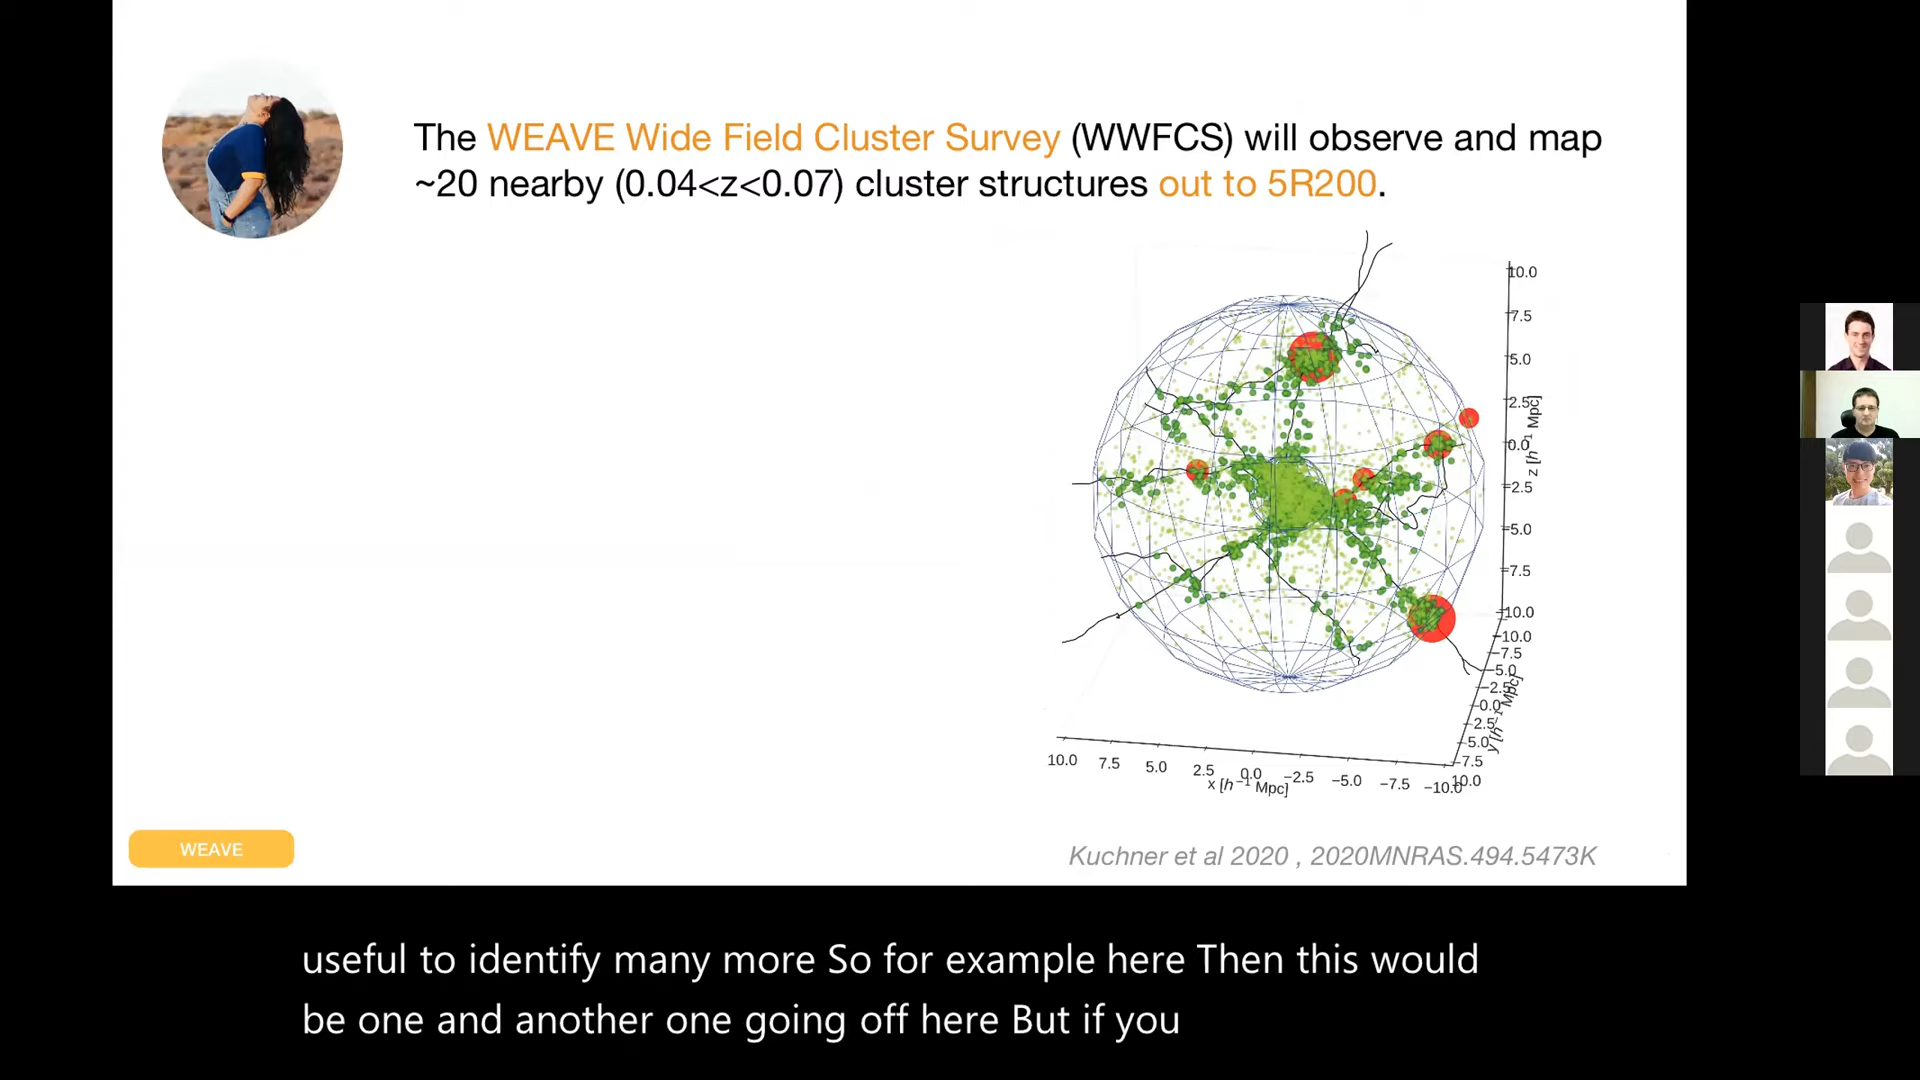 The WEAVE Wide Field Cluster Survey (WWFCS) will observe and map
~20 nearby (0.04<z<0.07) cluster structures out to 5R200.
10.0
7.5
5.0
2.5
0.0
−2.5
−5.0
−7.5
−10.0
z [h⁻¹ Mpc]
−10.0
−7.5
−5.0
−2.5
0.0
2.5
5.0
7.5
10.0
y [h⁻¹ Mpc]
10.0 7.5 5.0 2.5 0.0 −2.5 −5.0 −7.5 −10.0
x [h⁻¹ Mpc]
WEAVE
Kuchner et al 2020 , 2020MNRAS.494.5473K
useful to identify many more So for example here Then this would
be one and another one going off here But if you